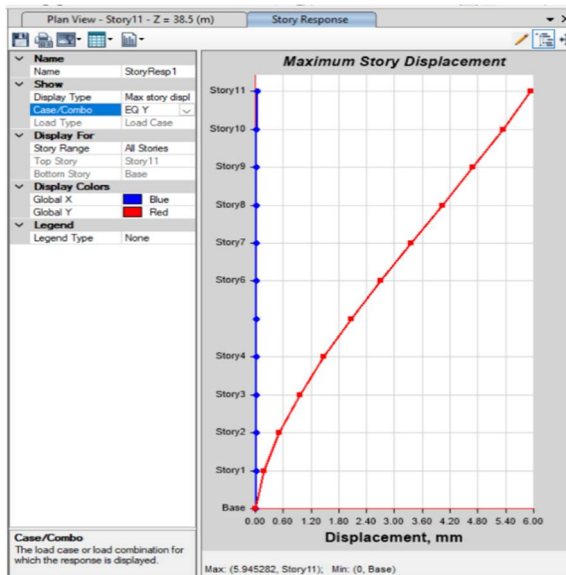 Plan View - Story11 - Z = 38.5 (m)
Story Response
Name
Name StoryResp1
Show
Display Type Max story displ
Case/Combo EQ Y
Load Type Load Case
Display For
Story Range All Stories
Top Story Story11
Bottom Story Base
Display Colors
Global X Blue
Global Y Red
Legend
Legend Type None
Case/Combo
The load case or load combination for
which the response is displayed.
Maximum Story Displacement
Story11
Story10
Story9
Story8
Story7
Story6
Story4
Story3
Story2
Story1
Base
0.00 0.60 1.20 1.80 2.40 3.00 3.60 4.20 4.80 5.40 6.00
Displacement, mm
Max: (5.945282, Story11); Min: (0, Base)